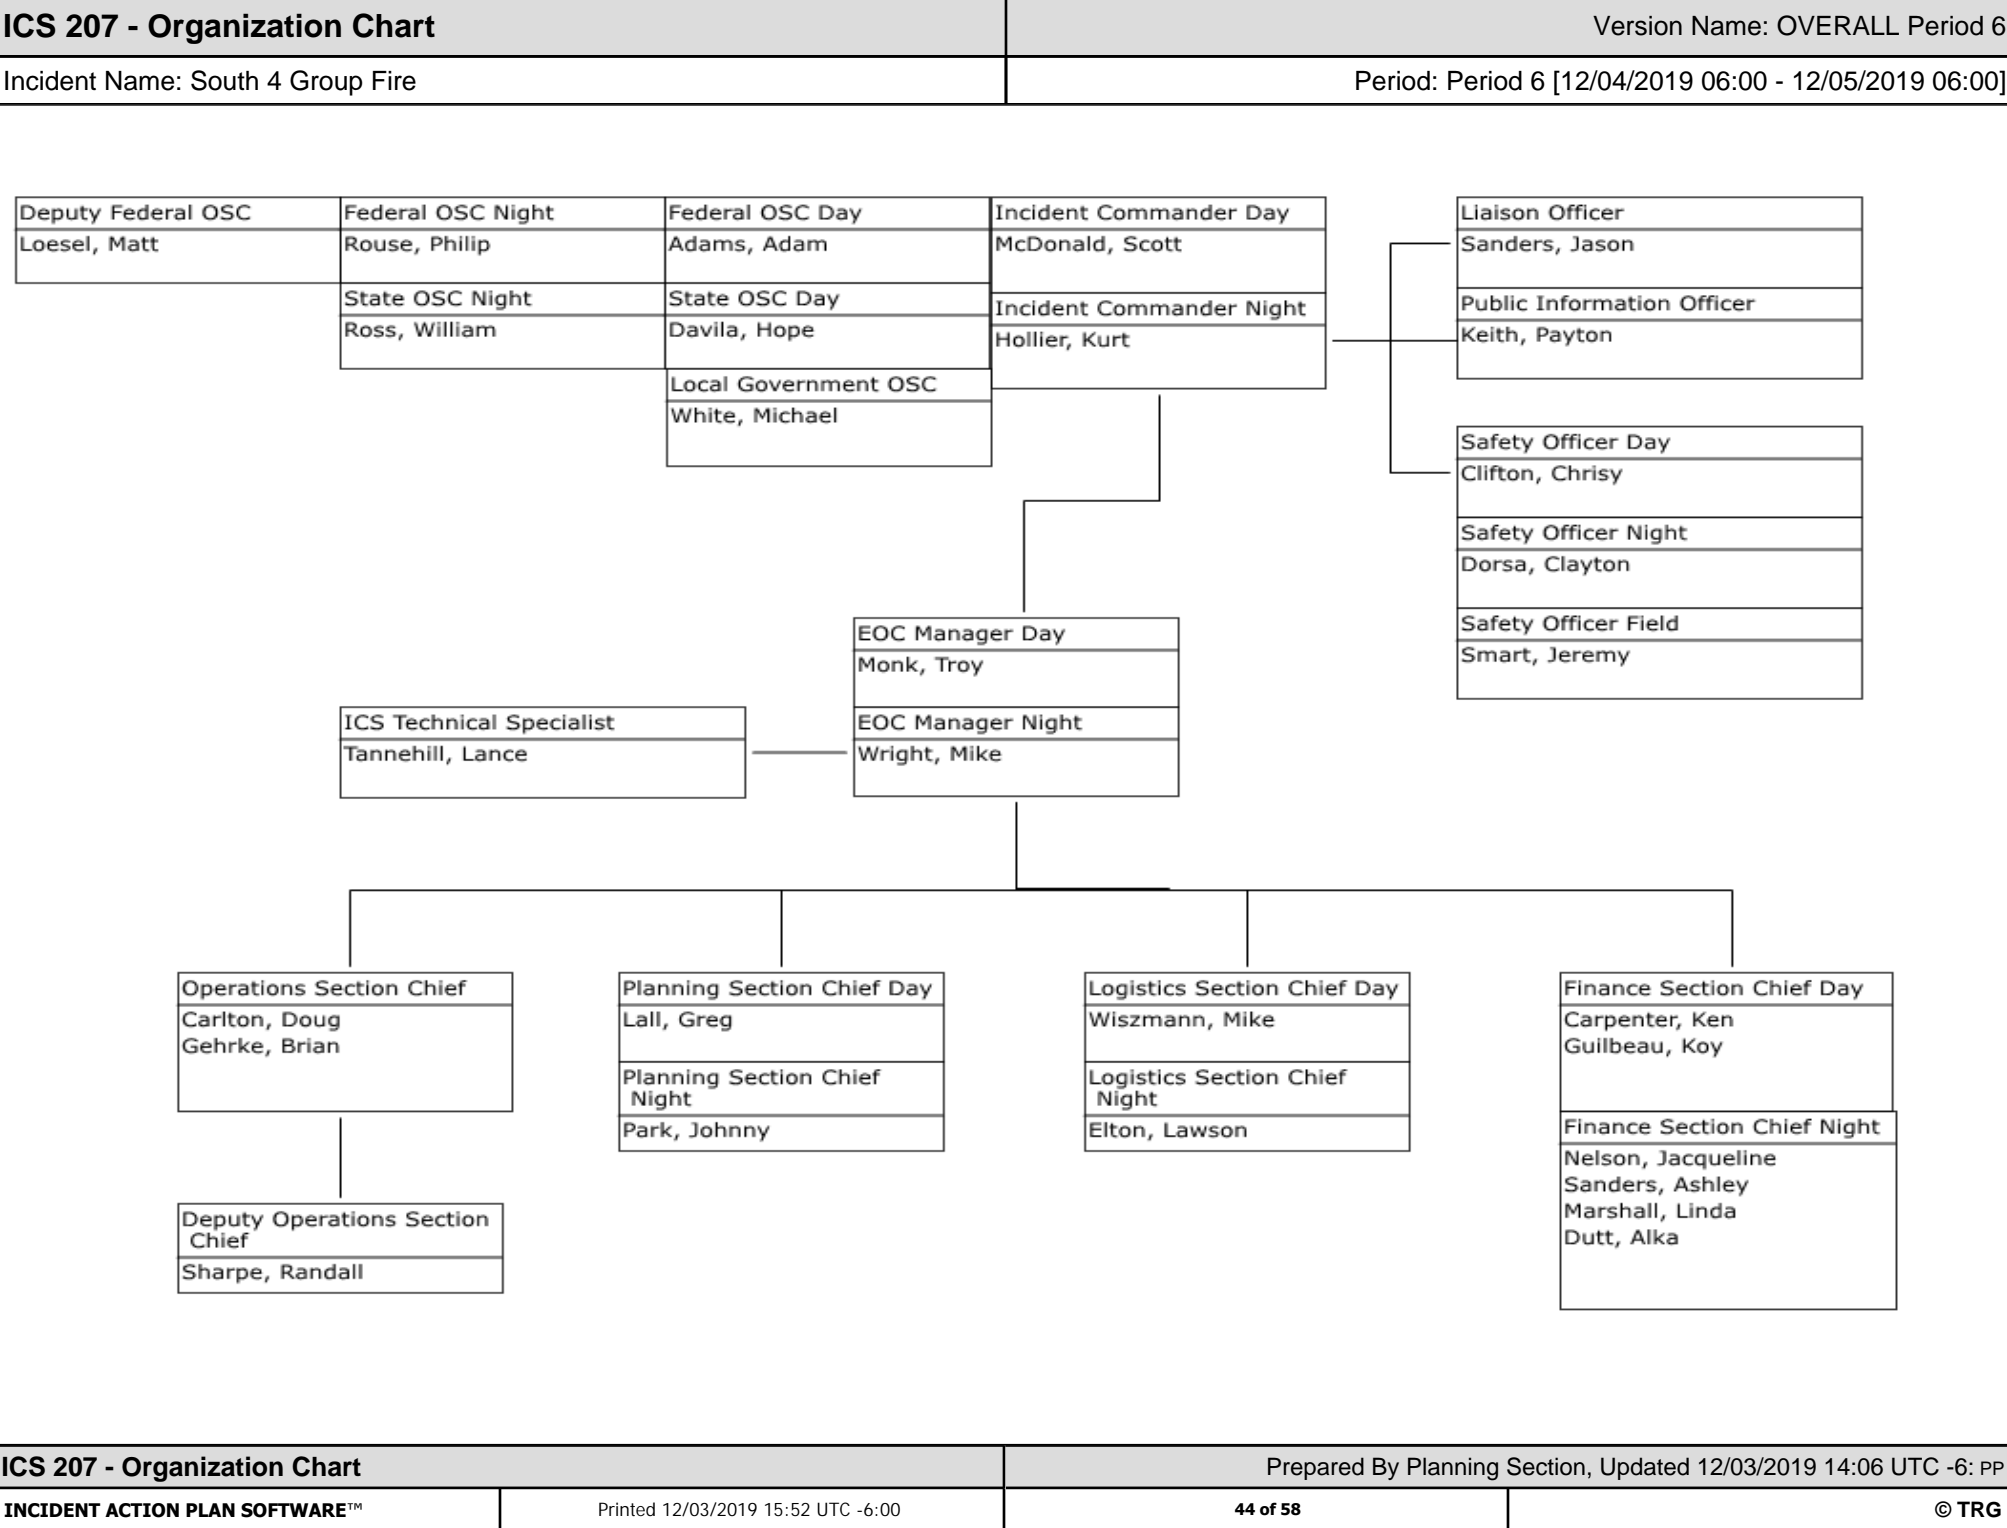 ICS 207 - Organization Chart
Version Name: OVERALL Period 6
Incident Name: South 4 Group Fire
Period: Period 6 [12/04/2019 06:00 - 12/05/2019 06:00]
Deputy Federal OSC
Loesel, Matt
Federal OSC Night
Rouse, Philip
State OSC Night
Ross, William
Federal OSC Day
Adams, Adam
State OSC Day
Davila, Hope
Local Government OSC
White, Michael
Incident Commander Day
McDonald, Scott
Incident Commander Night
Hollier, Kurt
Liaison Officer
Sanders, Jason
Public Information Officer
Keith, Payton
Safety Officer Day
Clifton, Chrisy
Safety Officer Night
Dorsa, Clayton
Safety Officer Field
Smart, Jeremy
EOC Manager Day
Monk, Troy
EOC Manager Night
Wright, Mike
ICS Technical Specialist
Tannehill, Lance
Operations Section Chief
Carlton, Doug
Gehrke, Brian
Deputy Operations Section
Chief
Sharpe, Randall
Planning Section Chief Day
Lall, Greg
Planning Section Chief
Night
Park, Johnny
Logistics Section Chief Day
Wiszmann, Mike
Logistics Section Chief
Night
Elton, Lawson
Finance Section Chief Day
Carpenter, Ken
Guilbeau, Koy
Finance Section Chief Night
Nelson, Jacqueline
Sanders, Ashley
Marshall, Linda
Dutt, Alka
ICS 207 - Organization Chart
Prepared By Planning Section, Updated 12/03/2019 14:06 UTC -6: PP
INCIDENT ACTION PLAN SOFTWARE™
Printed 12/03/2019 15:52 UTC -6:00
44 of 58
© TRG